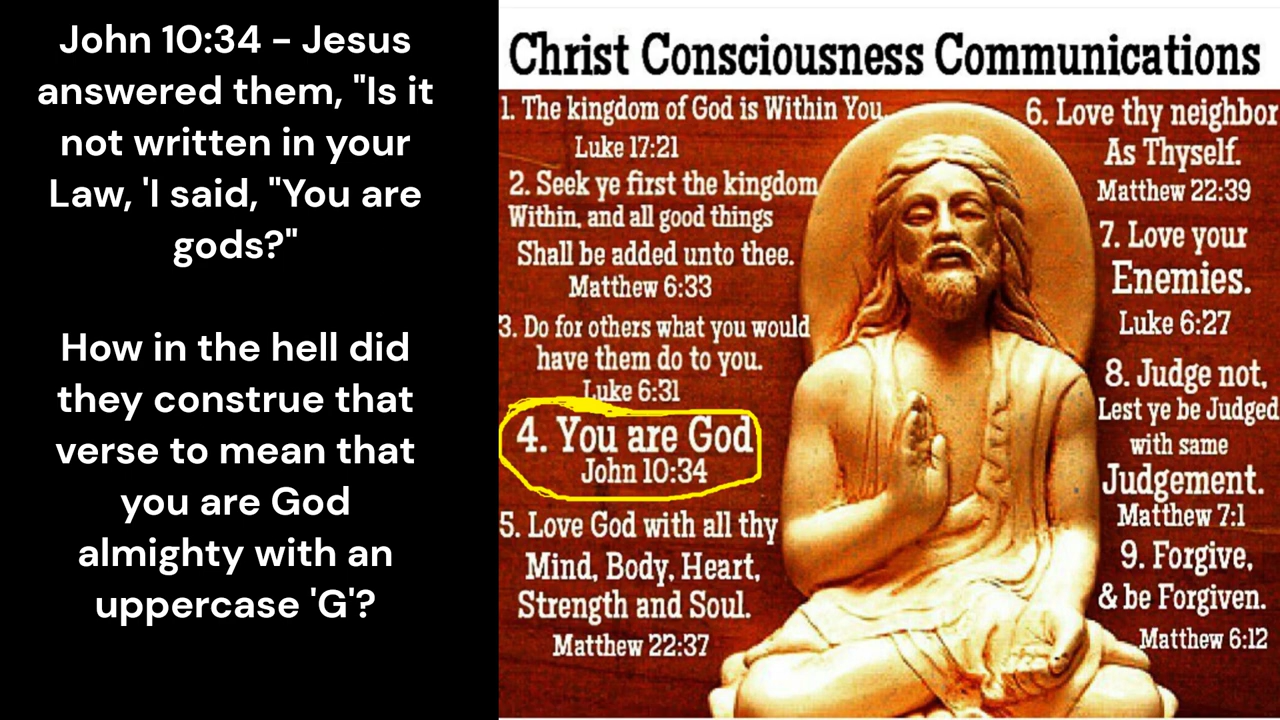 John 10:34 - Jesus
answered them, "Is it
not written in your
Law, 'I said, "You are
gods?"
How in the hell did
they construe that
verse to mean that
you are God
almighty with an
uppercase 'G'?
Christ Consciousness Communications
1. The kingdom of God is Within You.
Luke 17:21
2. Seek ye first the kingdom
Within, and all good things
Shall be added unto thee.
Matthew 6:33
3. Do for others what you would
have them do to you.
Luke 6:31
4. You are God
John 10:34
5. Love God with all thy
Mind, Body, Heart,
Strength and Soul.
Matthew 22:37
6. Love thy neighbor
As Thyself.
Matthew 22:39
7. Love your
Enemies.
Luke 6:27
8. Judge not,
Lest ye be Judged
with same
Judgement.
Matthew 7:1
9. Forgive,
& be Forgiven.
Matthew 6:12